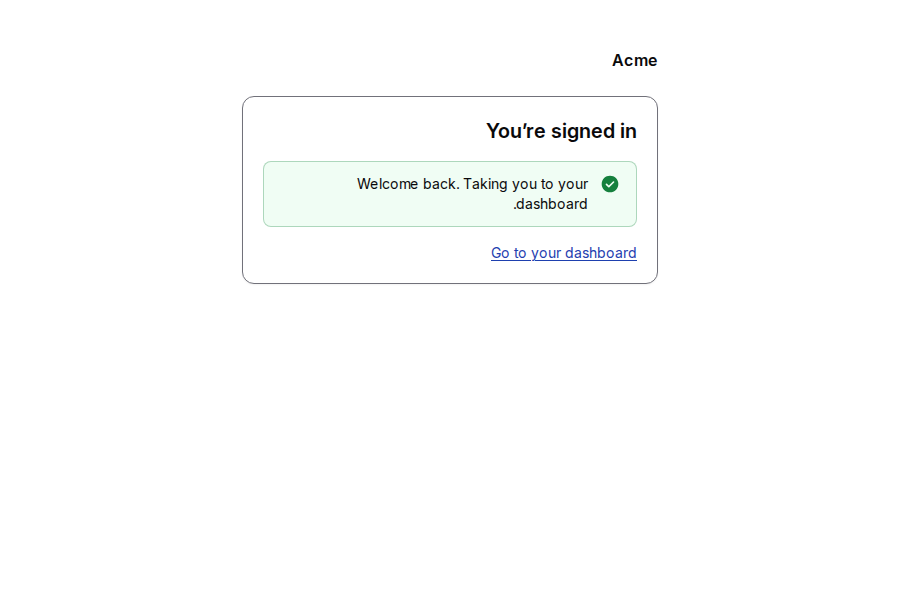 Acme
You’re signed in
Welcome back. Taking you to your
dashboard.
Go to your dashboard